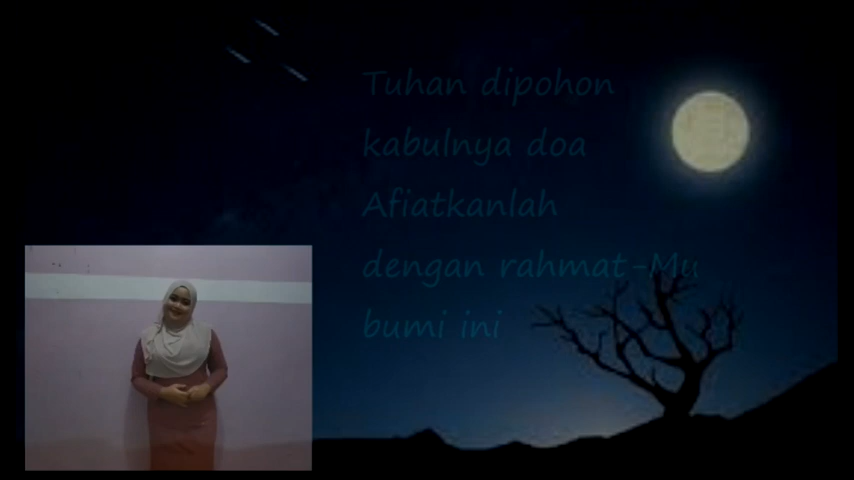 Tuhan dipohon
kabulnya doa
Afiatkanlah
dengan rahmat-Mu
bumi ini